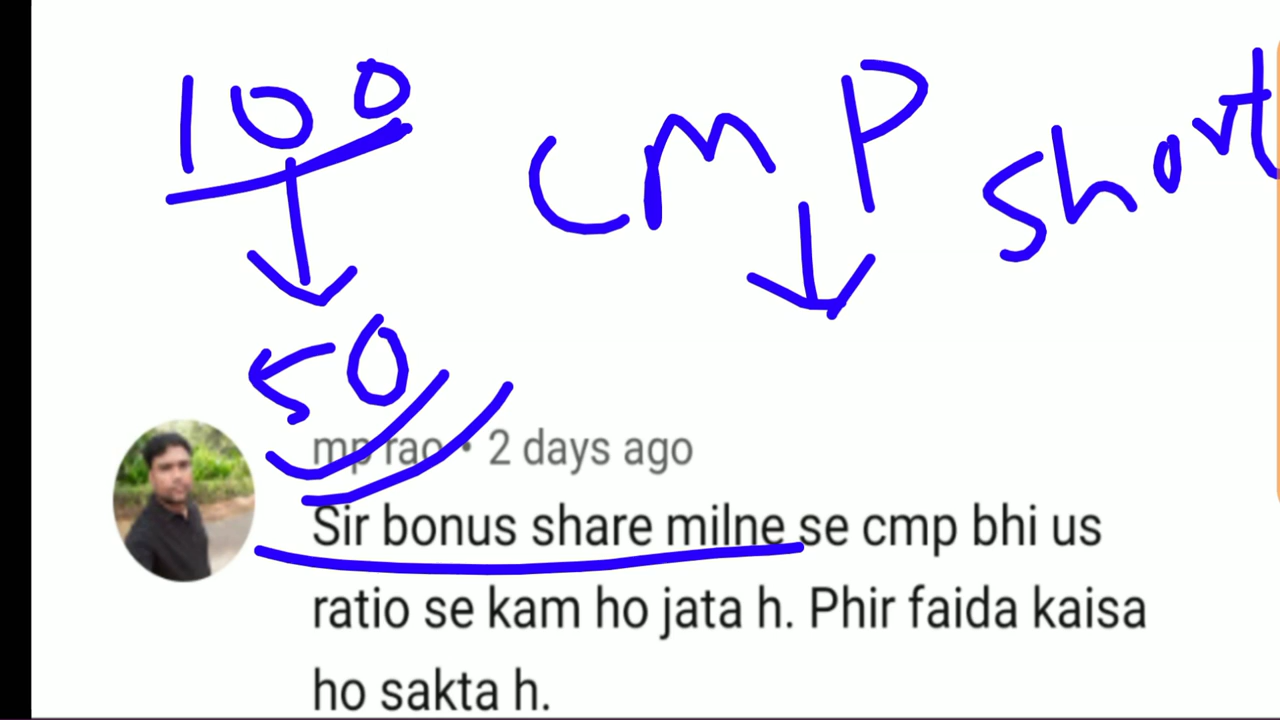 100 cmp short
50
mp rao • 2 days ago
Sir bonus share milne se cmp bhi us
ratio se kam ho jata h. Phir faida kaisa
ho sakta h.